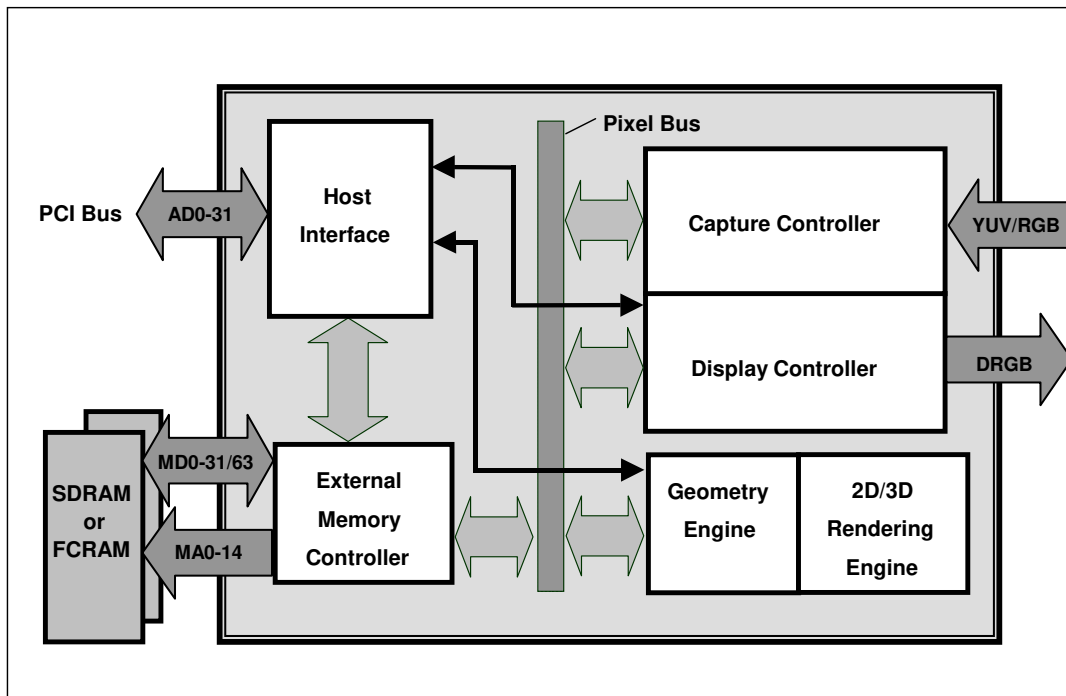 Pixel Bus
PCI Bus
AD0-31
Host
Interface
Capture Controller
YUV/RGB
Display Controller
DRGB
SDRAM
or
FCRAM
MD0-31/63
MA0-14
External
Memory
Controller
Geometry
Engine
2D/3D
Rendering
Engine